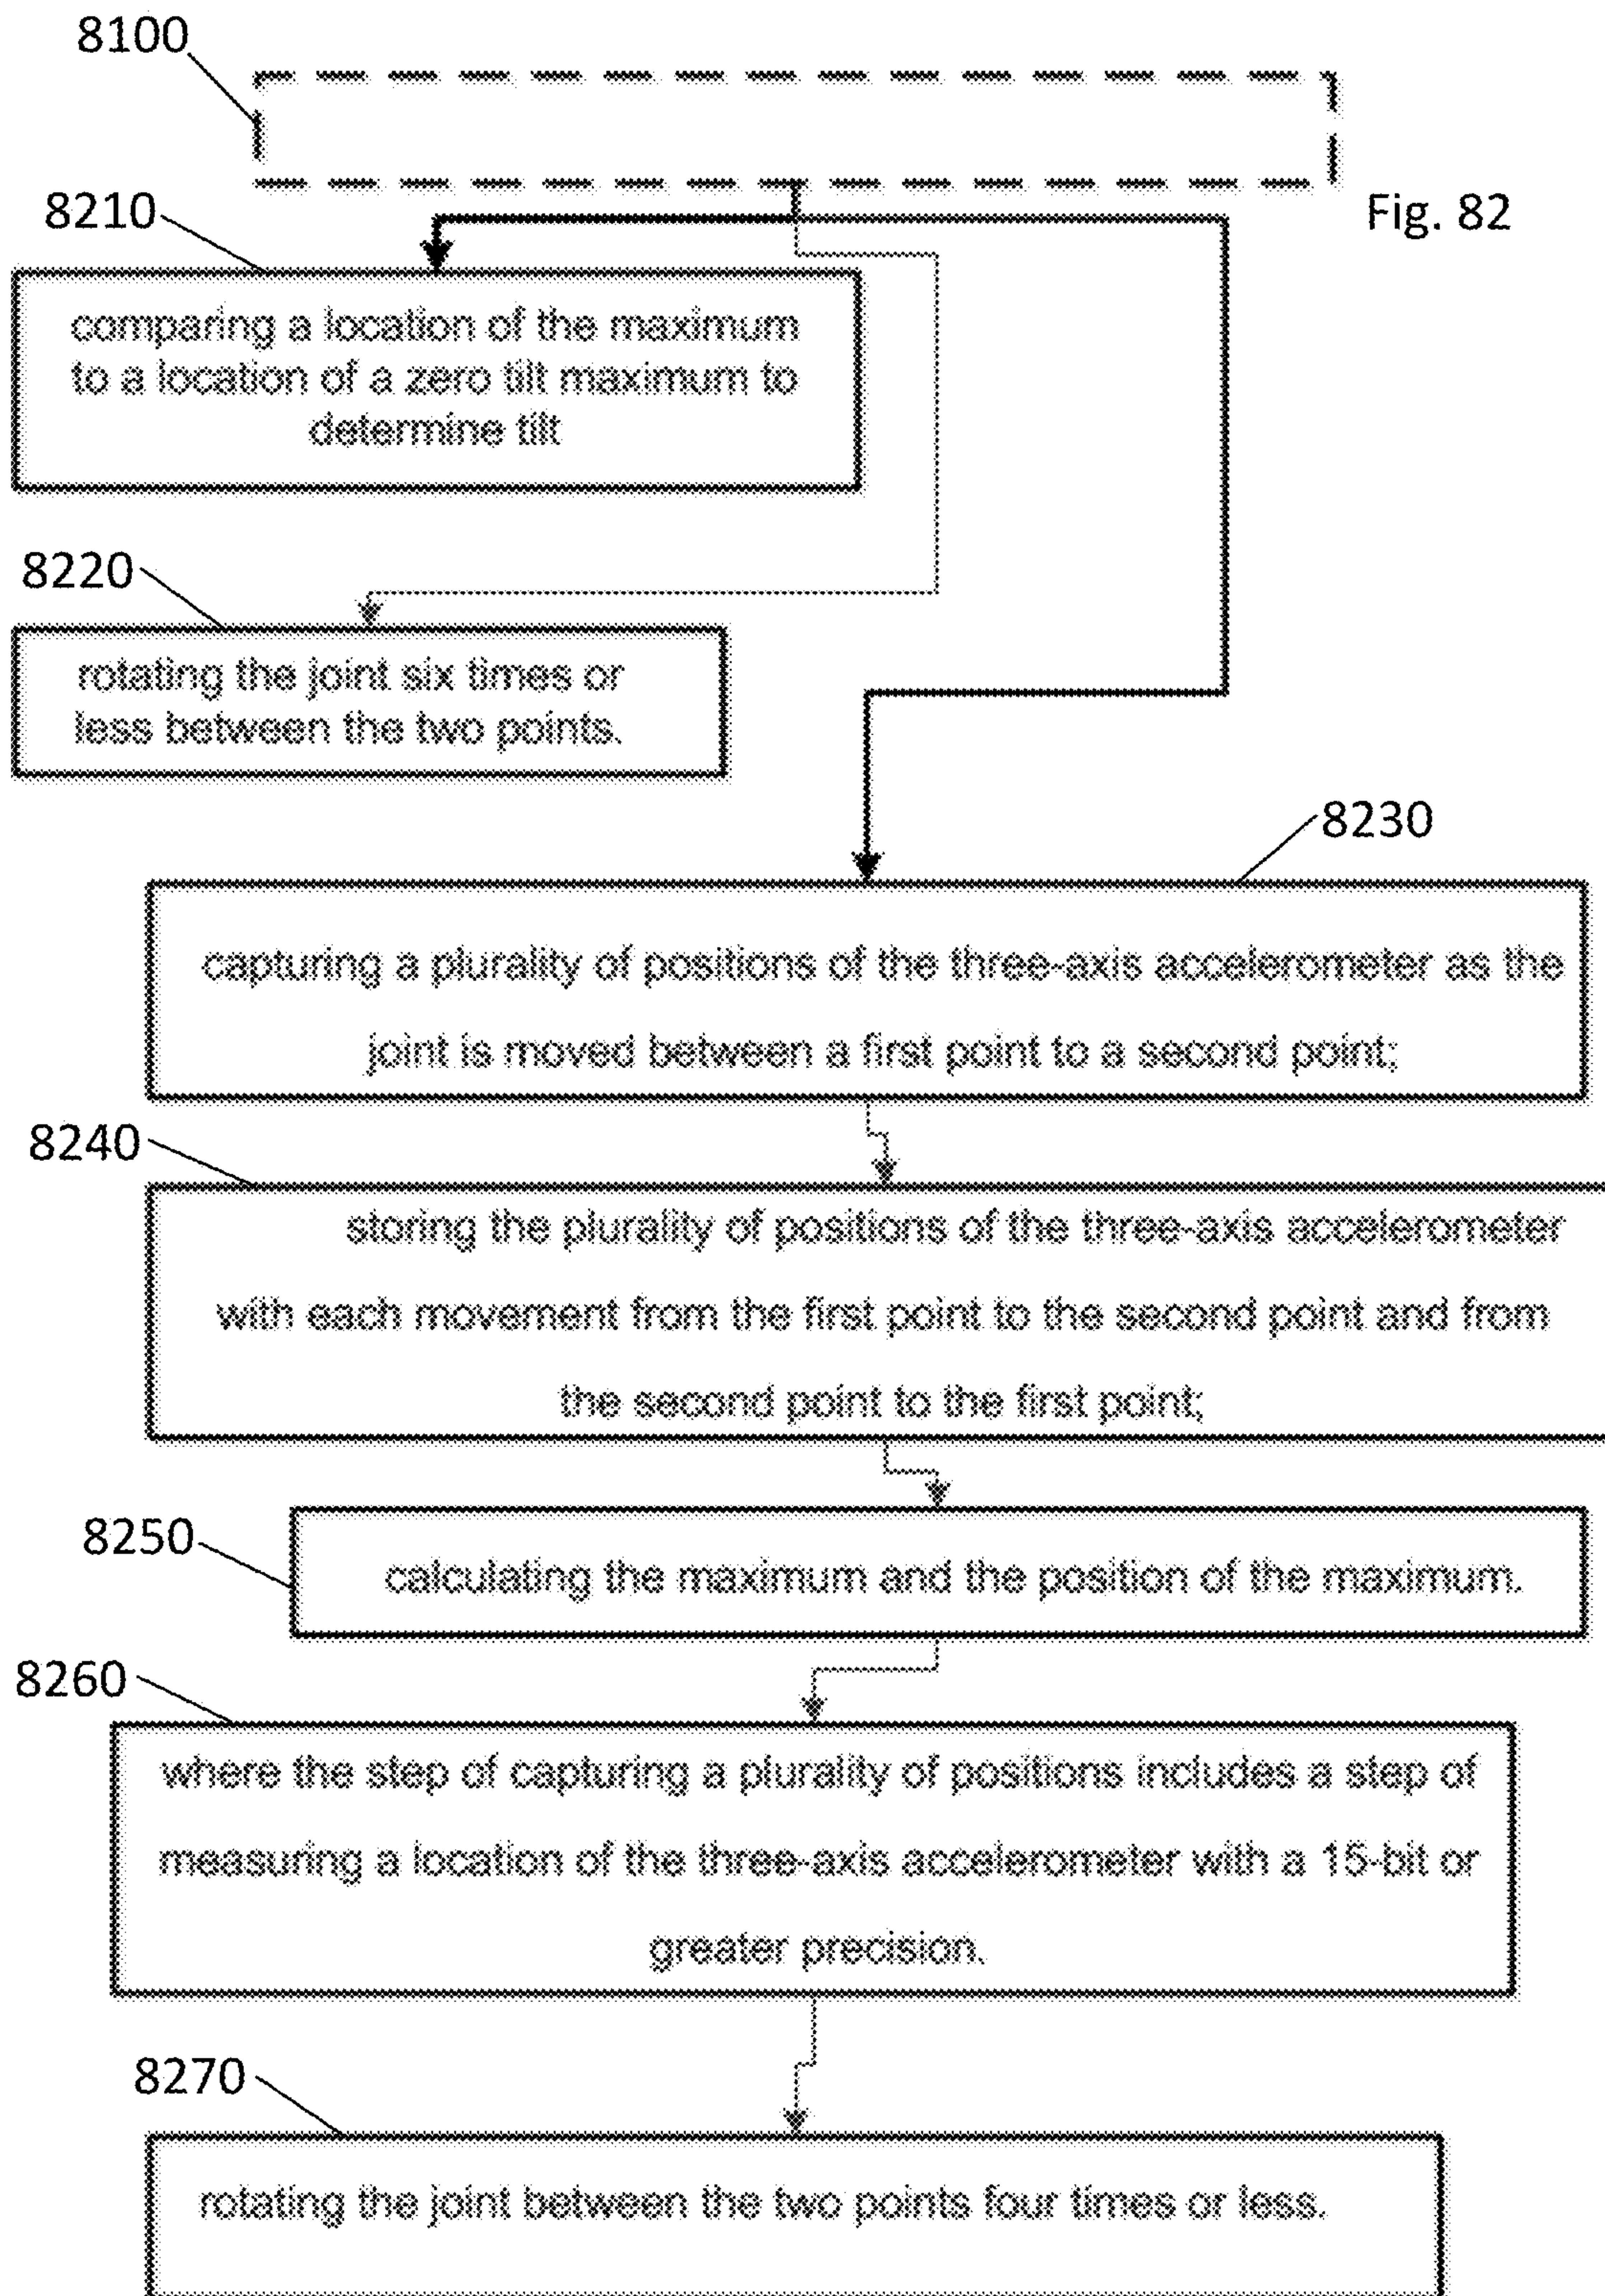 8100
Fig. 82
8210
comparing a location of the maximum
to a location of a zero tilt maximum to
determine tilt
8220
rotating the joint six times or
less between the two points.
8230
capturing a plurality of positions of the three-axis accelerometer as the
joint is moved between a first point to a second point;
8240
storing the plurality of positions of the three-axis accelerometer
with each movement from the first point to the second point and from
the second point to the first point;
8250
calculating the maximum and the position of the maximum.
8260
where the step of capturing a plurality of positions includes a step of
measuring a location of the three-axis accelerometer with a 15-bit or
greater precision.
8270
rotating the joint between the two points four times or less.